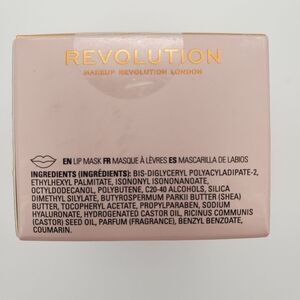 REVOLUTION
MAKEUP REVOLUTION LONDON
EN LIP MASK FR MASQUE À LÈVRES ES MASCARILLA DE LABIOS
INGREDIENTS (INGRÉDIENTS): BIS-DIGLYCERYL POLYACYLADIPATE-2,
ETHYLHEXYL PALMITATE, ISONONYL ISONONANOATE,
OCTYLDODECANOL, POLYBUTENE, C20-40 ALCOHOLS, SILICA
DIMETHYL SILYLATE, BUTYROSPERMUM PARKII BUTTER (SHEA)
BUTTER, TOCOPHERYL ACETATE, PROPYLPARABEN, SODIUM
HYALURONATE, HYDROGENATED CASTOR OIL, RICINUS COMMUNIS
(CASTOR) SEED OIL, PARFUM (FRAGRANCE), BENZYL BENZOATE,
COUMARIN.